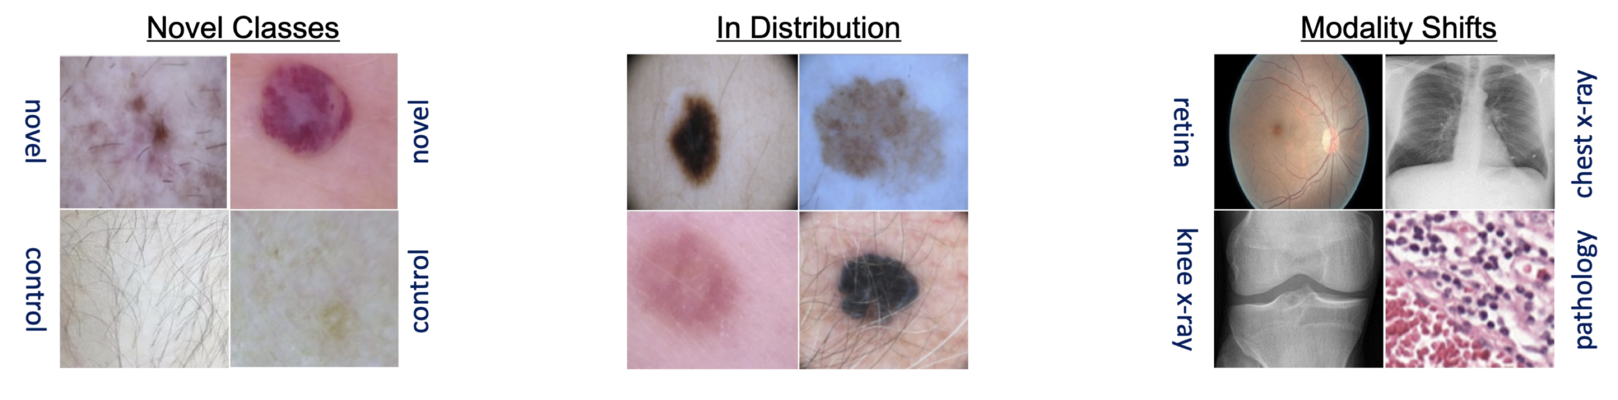 Novel Classes
novel
novel
control
control
In Distribution
Modality Shifts
retina
chest x-ray
knee x-ray
pathology